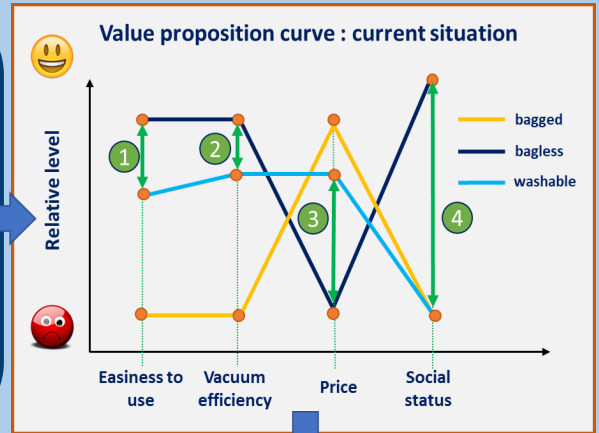 Value proposition curve : current situation
Relative level
bagged
bagless
washable
1
2
3
4
Easiness to
use
Vacuum
efficiency
Price
Social
status